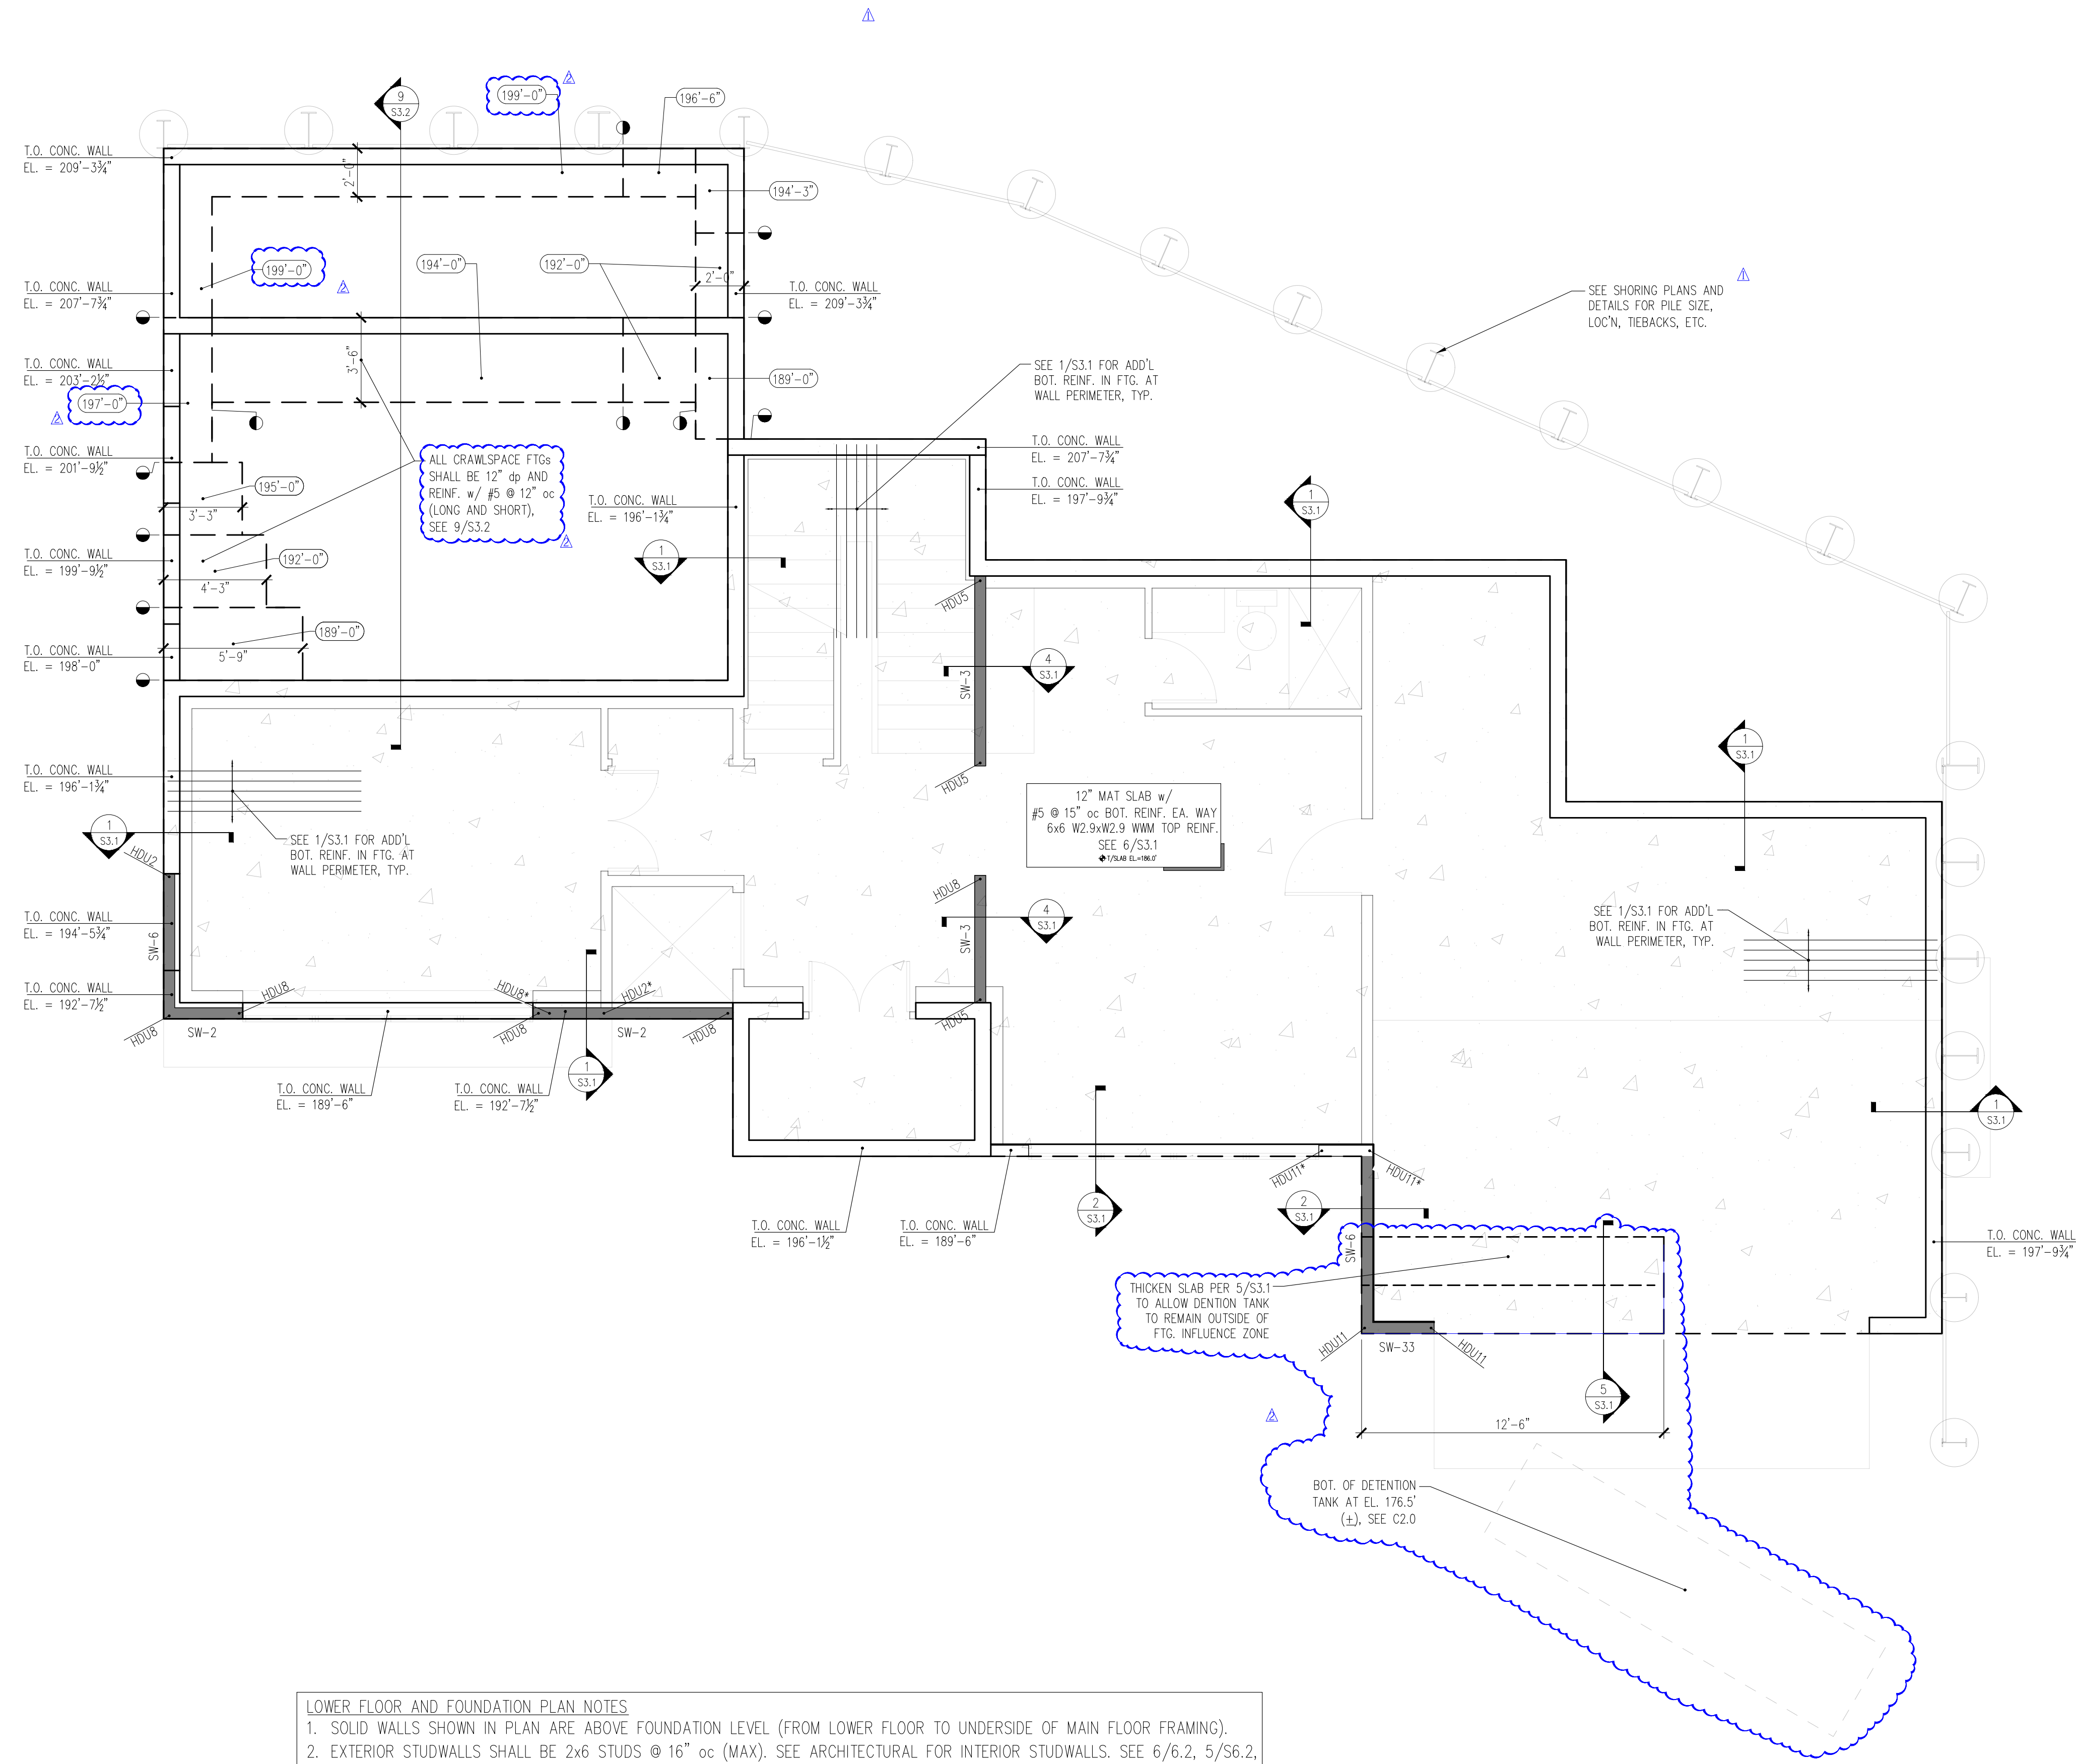 1
2
199'-0"
9
S3.2
196'-6"
T.O. CONC. WALL
EL. = 209'-3¾"
2'-0"
194'-3"
199'-0"
2
194'-0"
192'-0"
2'-0"
T.O. CONC. WALL
EL. = 207'-7¾"
T.O. CONC. WALL
EL. = 209'-3¾"
1
SEE SHORING PLANS AND
DETAILS FOR PILE SIZE,
LOC'N, TIEBACKS, ETC.
T.O. CONC. WALL
EL. = 203'-2½"
3'-6"
189'-0"
SEE 1/S3.1 FOR ADD'L
BOT. REINF. IN FTG. AT
WALL PERIMETER, TYP.
197'-0"
2
T.O. CONC. WALL
EL. = 201'-9½"
ALL CRAWLSPACE FTGs
SHALL BE 12" dp AND
REINF. w/ #5 @ 12" oc
(LONG AND SHORT),
SEE 9/S3.2
2
T.O. CONC. WALL
EL. = 207'-7¾"
T.O. CONC. WALL
EL. = 197'-9¾"
195'-0"
3'-3"
T.O. CONC. WALL
EL. = 196'-1¾"
1
S3.1
1
S3.1
T.O. CONC. WALL
EL. = 199'-9½"
192'-0"
4'-3"
HDU5
189'-0"
5'-9"
T.O. CONC. WALL
EL. = 198'-0"
4
S3.1
SW-3
1
S3.1
T.O. CONC. WALL
EL. = 196'-1¾"
HDU5
12" MAT SLAB w/
#5 @ 15" oc BOT. REINF. EA. WAY
6x6 W2.9xW2.9 WWM TOP REINF.
SEE 6/S3.1
T/SLAB EL.=186.0'
1
S3.1
SEE 1/S3.1 FOR ADD'L
BOT. REINF. IN FTG. AT
WALL PERIMETER, TYP.
HDU2
HDU8
4
S3.1
SW-3
SEE 1/S3.1 FOR ADD'L
BOT. REINF. IN FTG. AT
WALL PERIMETER, TYP.
T.O. CONC. WALL
EL. = 194'-5¾"
SW-6
T.O. CONC. WALL
EL. = 192'-7½"
HDU8
HDU8*
HDU2*
HDU5
HDU8
SW-2
HDU8
SW-2
HDU8
1
S3.1
T.O. CONC. WALL
EL. = 189'-6"
T.O. CONC. WALL
EL. = 192'-7½"
1
S3.1
HDU11*
HDU11*
2
S3.1
2
S3.1
T.O. CONC. WALL
EL. = 196'-1½"
T.O. CONC. WALL
EL. = 189'-6"
SW-6
T.O. CONC. WALL
EL. = 197'-9¾"
THICKEN SLAB PER 5/S3.1
TO ALLOW DENTION TANK
TO REMAIN OUTSIDE OF
FTG. INFLUENCE ZONE
HDU11
SW-33
HDU11
5
S3.1
2
12'-6"
BOT. OF DETENTION
TANK AT EL. 176.5'
(±), SEE C2.0
LOWER FLOOR AND FOUNDATION PLAN NOTES
1. SOLID WALLS SHOWN IN PLAN ARE ABOVE FOUNDATION LEVEL (FROM LOWER FLOOR TO UNDERSIDE OF MAIN FLOOR FRAMING).
2. EXTERIOR STUDWALLS SHALL BE 2x6 STUDS @ 16" oc (MAX). SEE ARCHITECTURAL FOR INTERIOR STUDWALLS. SEE 6/6.2, 5/S6.2,